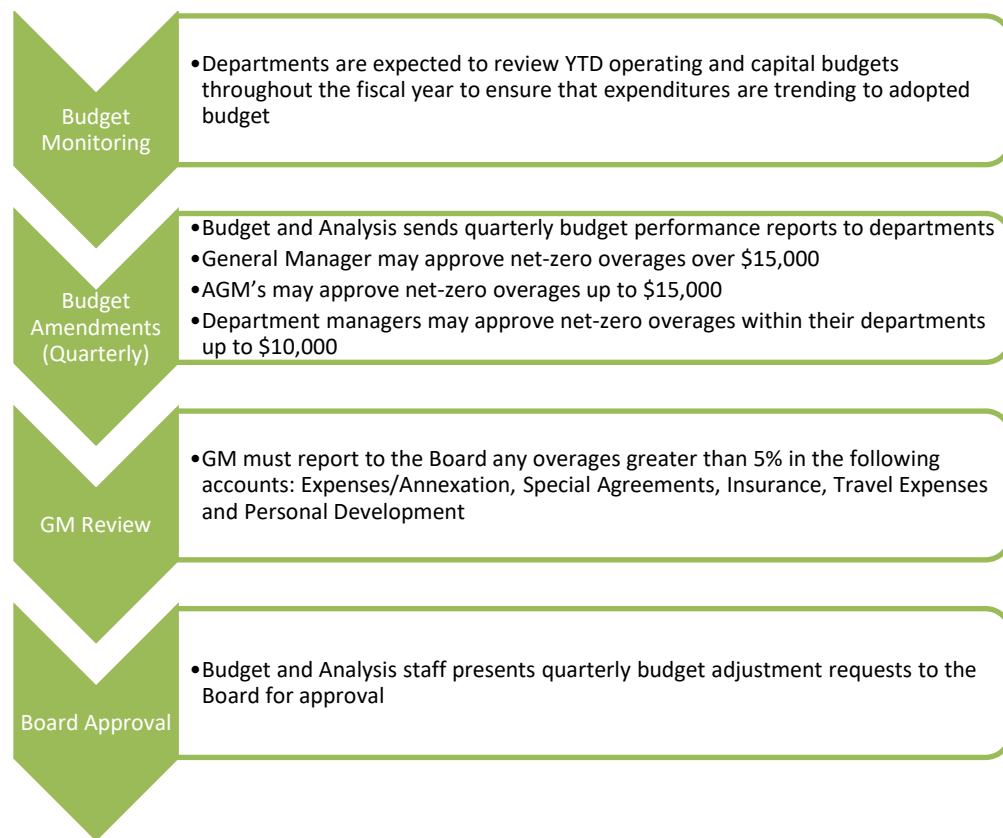 Budget
Monitoring
•Departments are expected to review YTD operating and capital budgets
throughout the fiscal year to ensure that expenditures are trending to adopted
budget
Budget
Amendments
(Quarterly)
•Budget and Analysis sends quarterly budget performance reports to departments
•General Manager may approve net-zero overages over $15,000
•AGM’s may approve net-zero overages up to $15,000
•Department managers may approve net-zero overages within their departments
up to $10,000
GM Review
•GM must report to the Board any overages greater than 5% in the following
accounts: Expenses/Annexation, Special Agreements, Insurance, Travel Expenses
and Personal Development
Board Approval
•Budget and Analysis staff presents quarterly budget adjustment requests to the
Board for approval